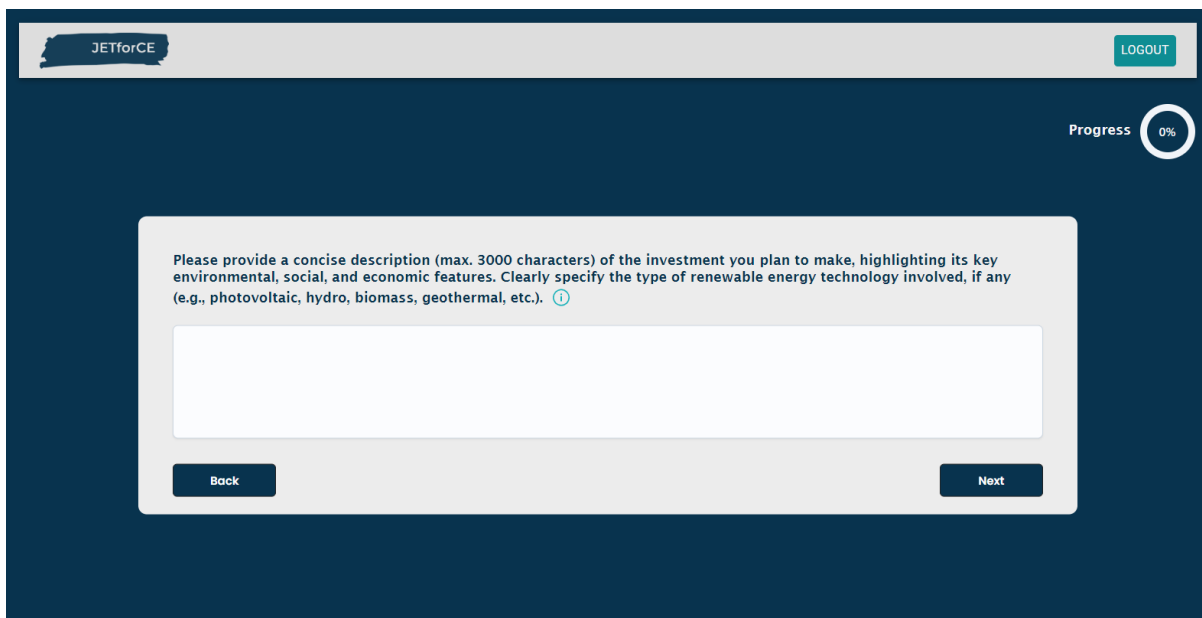 JETforCE
LOGOUT
Progress
0%
Please provide a concise description (max. 3000 characters) of the investment you plan to make, highlighting its key
environmental, social, and economic features. Clearly specify the type of renewable energy technology involved, if any
(e.g., photovoltaic, hydro, biomass, geothermal, etc.).
Back
Next